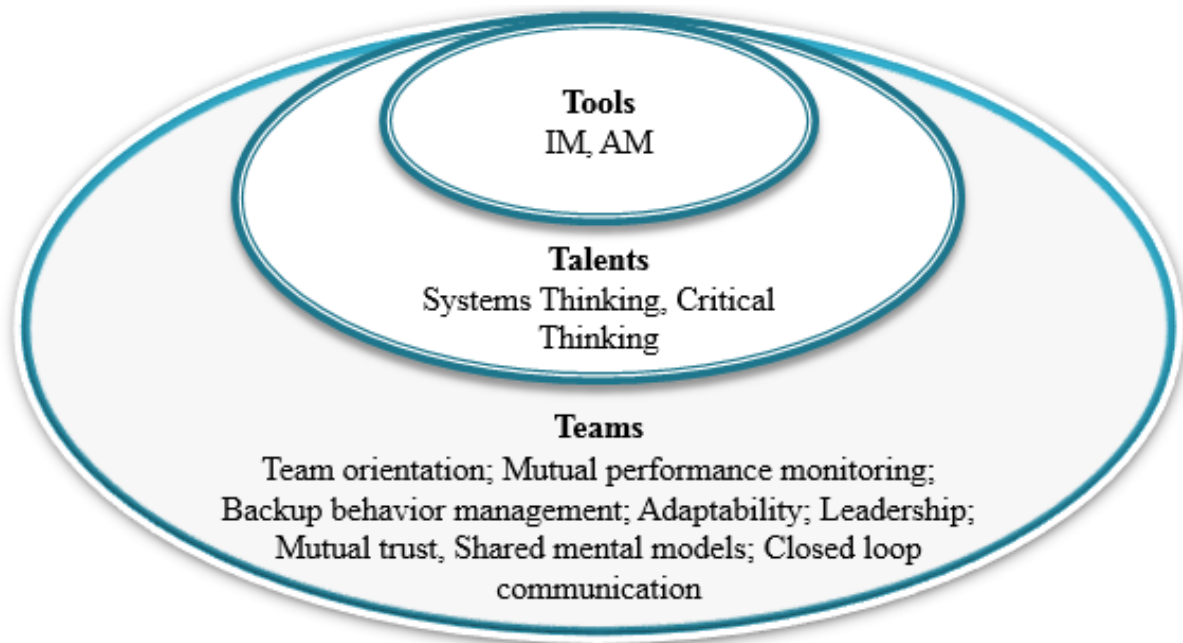 Tools
IM, AM
Talents
Systems Thinking, Critical
Thinking
Teams
Team orientation; Mutual performance monitoring;
Backup behavior management; Adaptability; Leadership;
Mutual trust, Shared mental models; Closed loop
communication